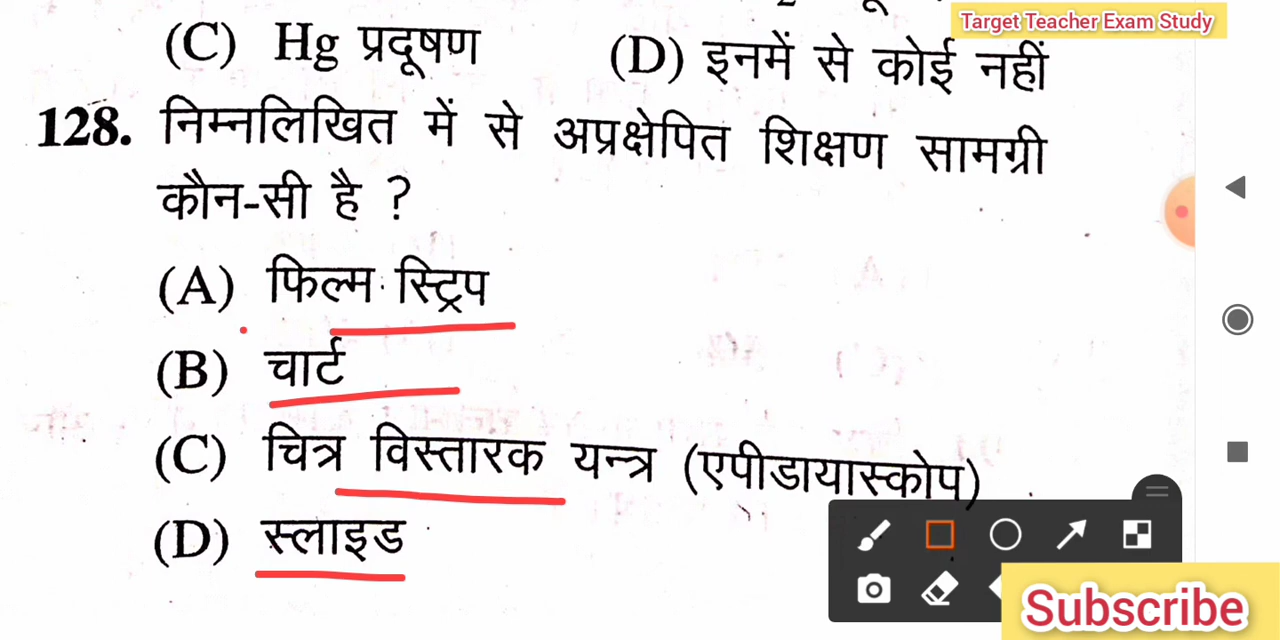 Target Teacher Exam Study
(C) Hg प्रदूषण (D) इनमें से कोई नहीं
128. निम्नलिखित में से अप्रक्षेपित शिक्षण सामग्री
कौन-सी है ?
(A) फिल्म स्ट्रिप
(B) चार्ट
(C) चित्र विस्तारक यन्त्र (एपीडायास्कोप)
(D) स्लाइड
Subscribe